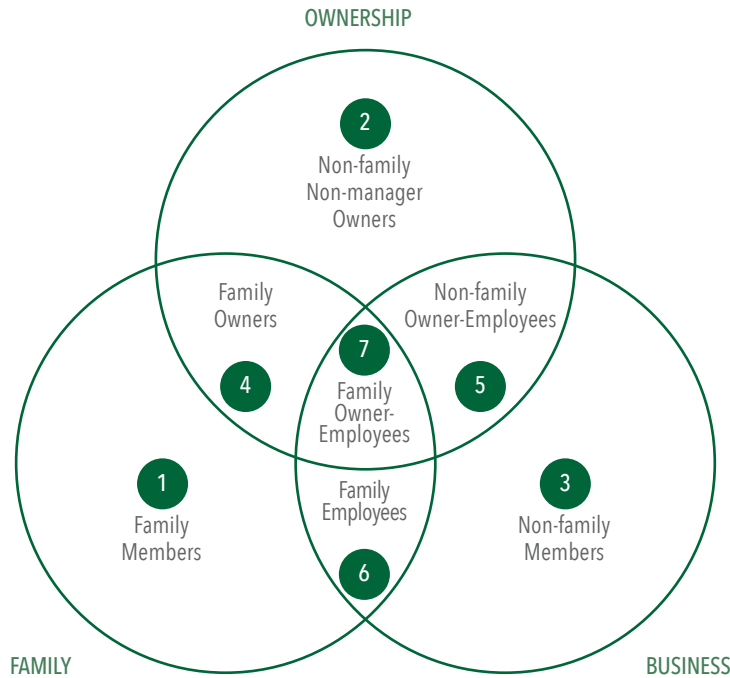 OWNERSHIP
2
Non-family
Non-manager
Owners
Family
Owners
4
Non-family
Owner-Employees
5
7
Family
Owner-
Employees
1
Family
Members
Family
Employees
6
3
Non-family
Members
FAMILY
BUSINESS